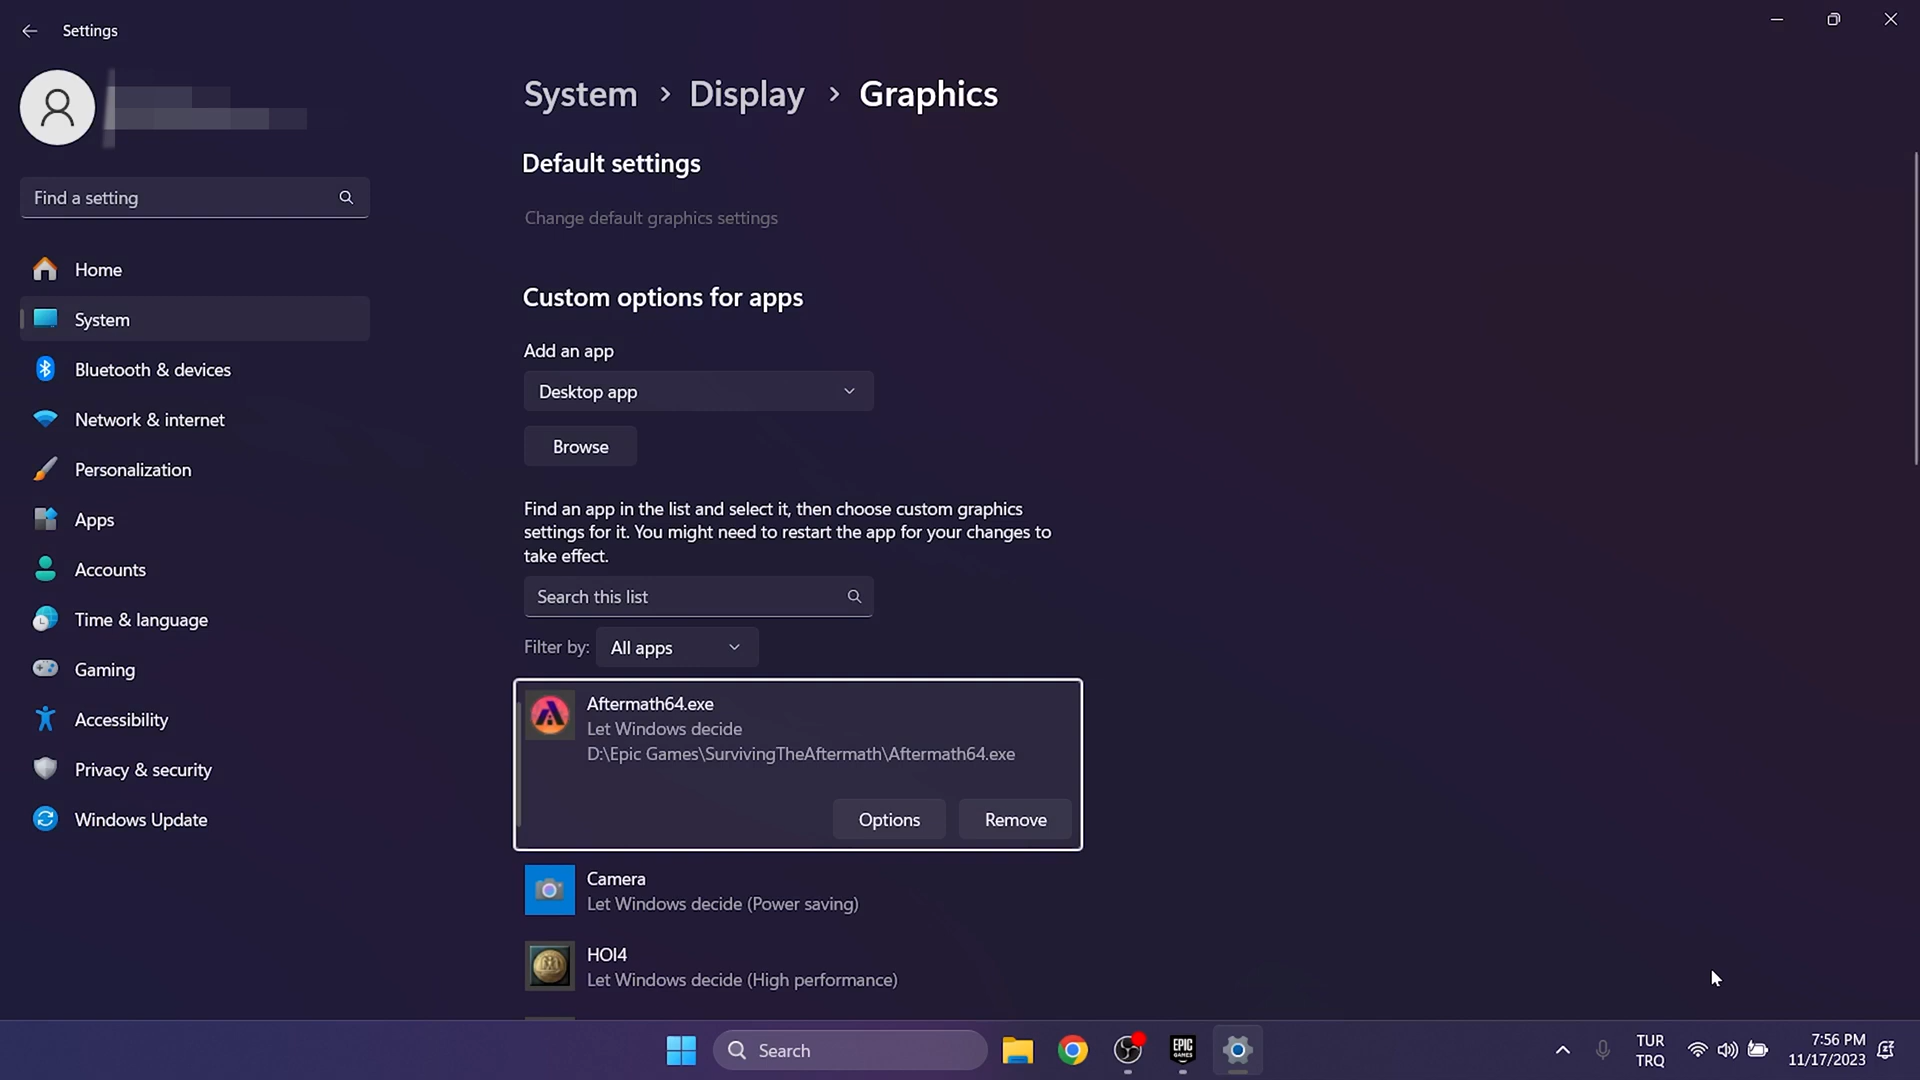 Settings
Find a setting
Home
System
Bluetooth & devices
Network & internet
Personalization
Apps
Accounts
Time & language
Gaming
Accessibility
Privacy & security
Windows Update
System > Display > Graphics
Default settings
Change default graphics settings
Custom options for apps
Add an app
Desktop app
Browse
Find an app in the list and select it, then choose custom graphics
settings for it. You might need to restart the app for your changes to
take effect.
Search this list
Filter by: All apps
Aftermath64.exe
Let Windows decide
D:\Epic Games\SurvivingTheAftermath\Aftermath64.exe
Options Remove
Camera
Let Windows decide (Power saving)
HOI4
Let Windows decide (High performance)
Search
EPIC
GAMES
TUR
TRQ
7:56 PM
11/17/2023